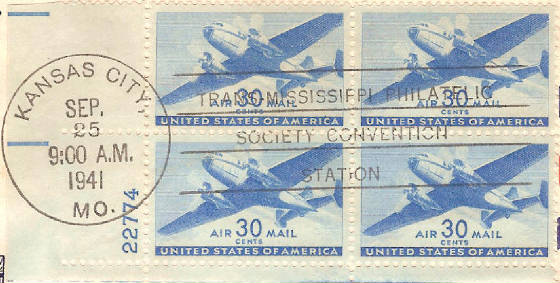 KANSAS CITY,
SEP.
25
9:00 A.M.
1941
MO.
TRANS-MISSISSIPPI PHILATELIC
SOCIETY CONVENTION
STATION
AIR 30 MAIL
CENTS
UNITED STATES OF AMERICA
AIR 30 MAIL
CENTS
UNITED STATES OF AMERICA
22774
AIR 30 MAIL
CENTS
UNITED STATES OF AMERICA
AIR 30 MAIL
CENTS
UNITED STATES OF AMERICA